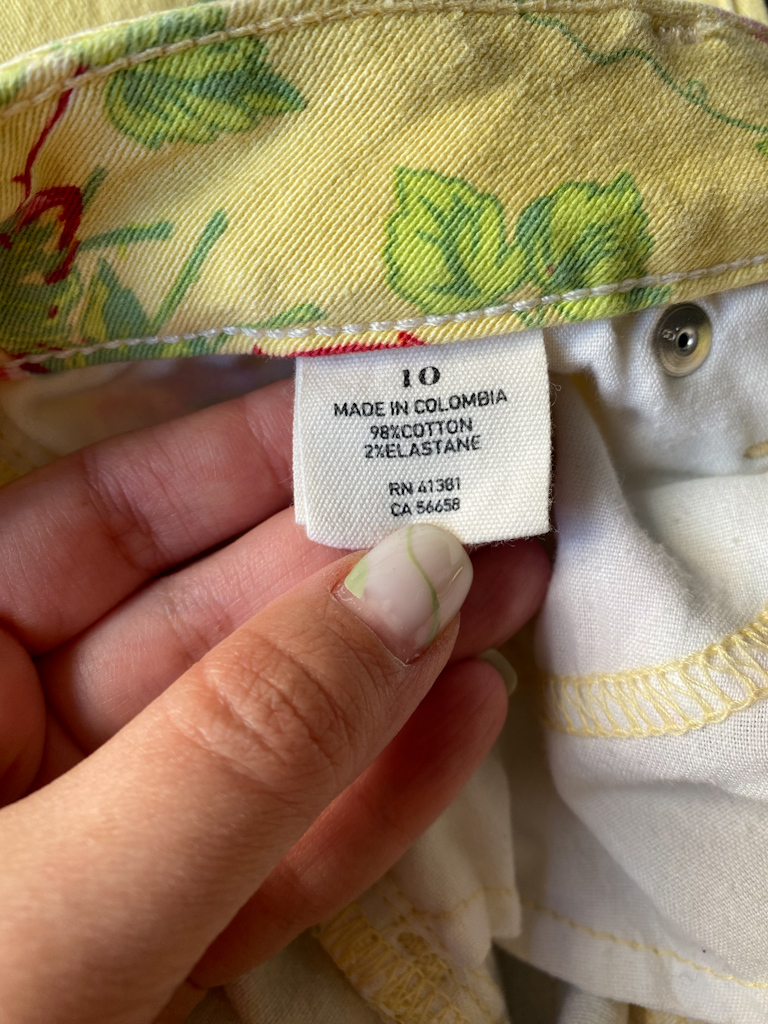 10
MADE IN COLOMBIA
98%COTTON
2%ELASTANE
RN 41381
CA 56658